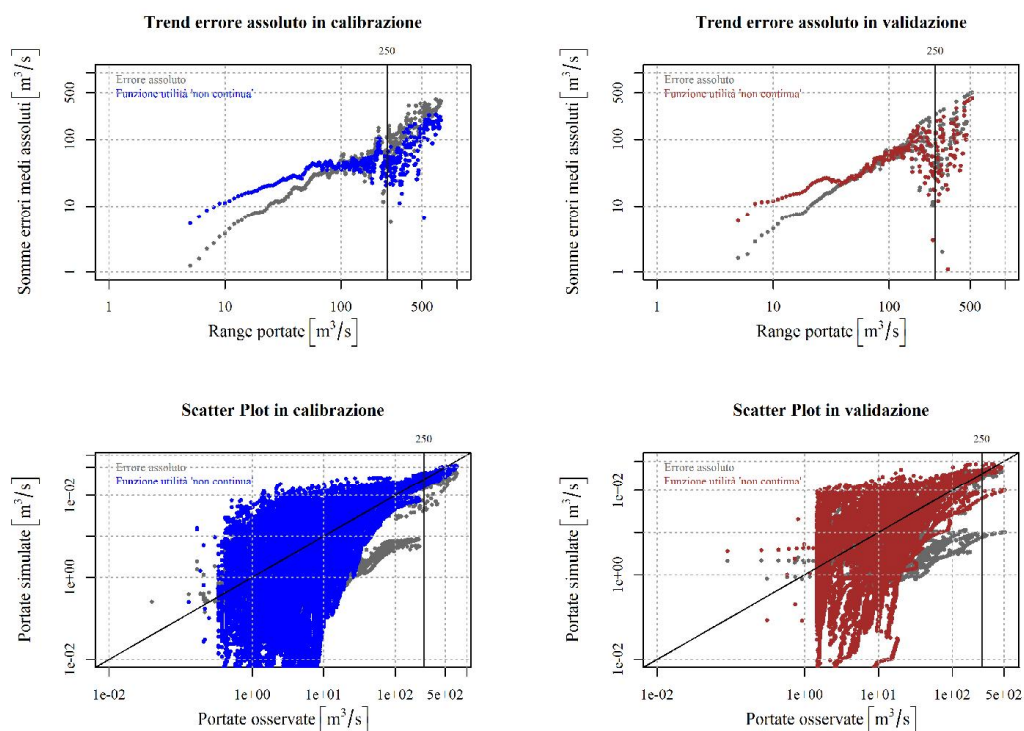 Trend errore assoluto in calibrazione
250
Errore assoluto
Funzione utilità 'non continua'
Somme errori medi assoluti [m³/s]
500
100
10
1
1
10
100
500
Range portate [m³/s]
Trend errore assoluto in validazione
250
Errore assoluto
Funzione utilità 'non continua'
Somme errori medi assoluti [m³/s]
500
100
10
1
1
10
100
500
Range portate [m³/s]
Scatter Plot in calibrazione
250
Errore assoluto
Funzione utilità 'non continua'
Portate simulate [m³/s]
1e-02
1e+00
1e-02
1e-02
1e+00
1e+01
1e+02
5e+02
Portate osservate [m³/s]
Scatter Plot in validazione
250
Errore assoluto
Funzione utilità 'non continua'
Portate simulate [m³/s]
1e-02
1e+00
1e-02
1e-02
1e+00
1e+01
1e+02
5e+02
Portate osservate [m³/s]